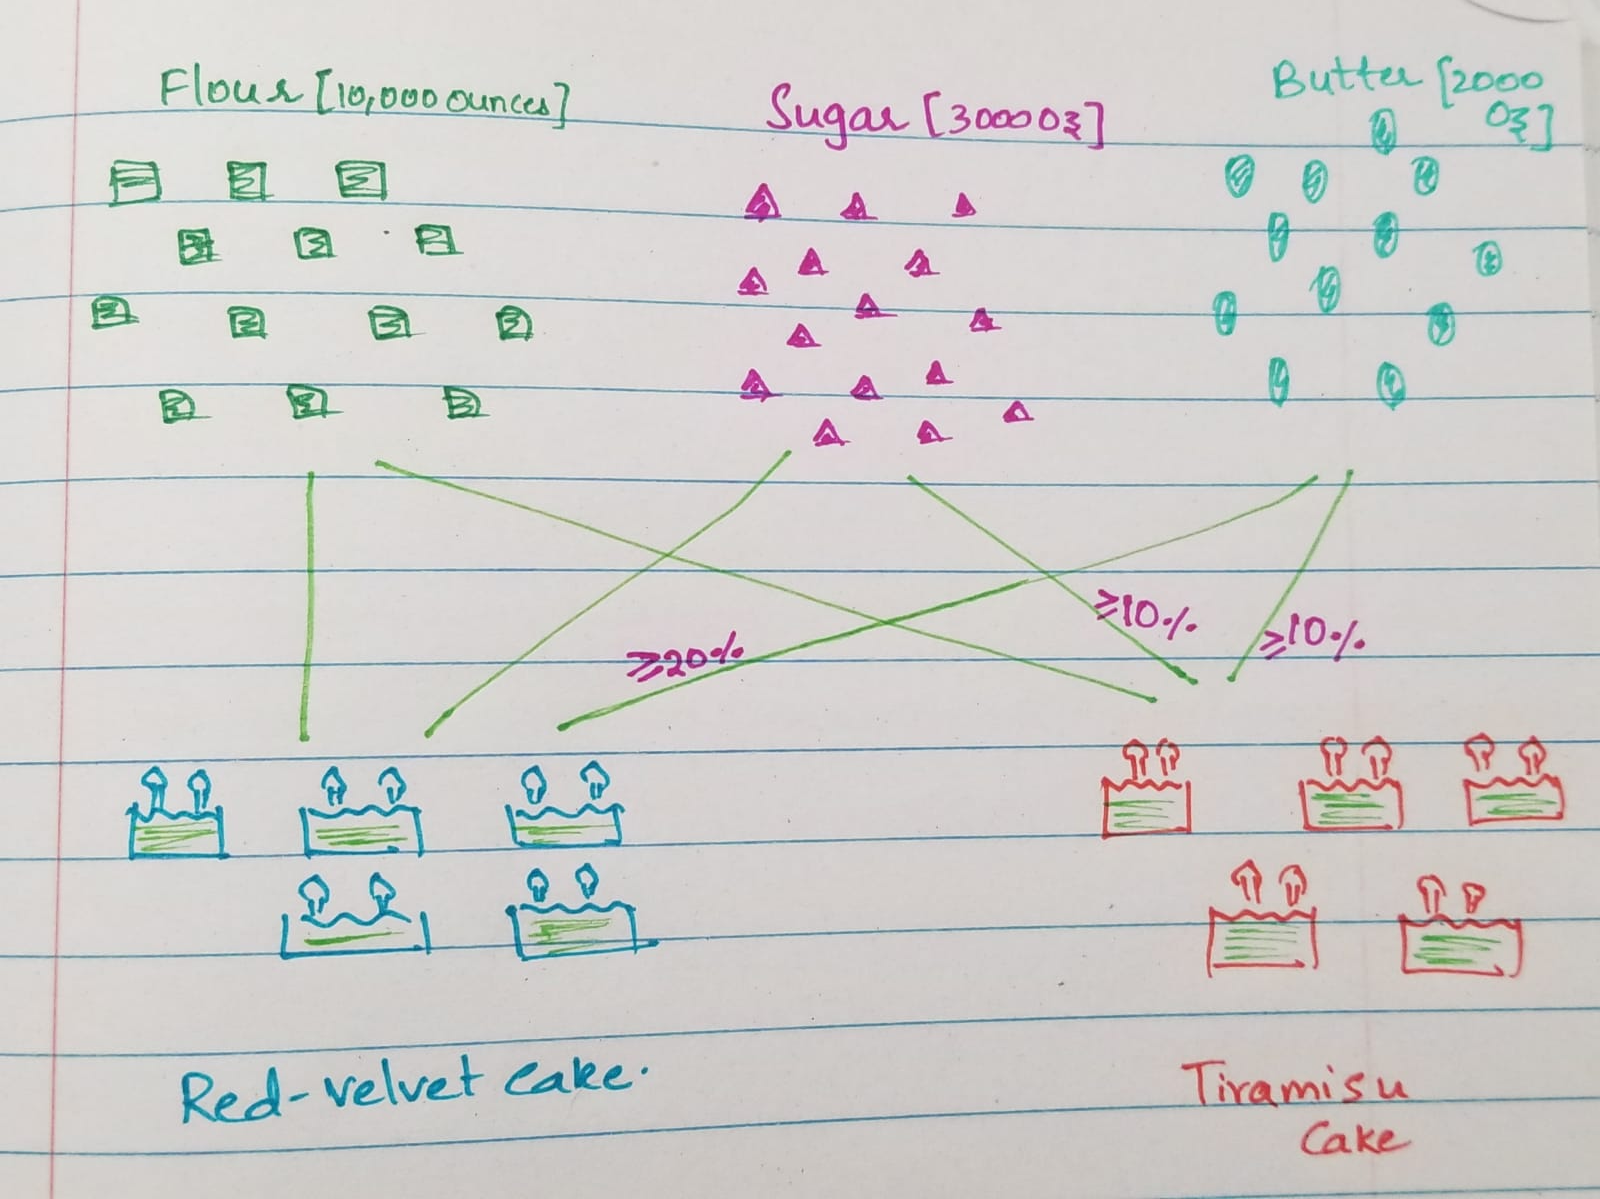 Flour [10,000 ounces]
Sugar [3000 Oz]
Butter [2000
Oz]
≥20%
≥10%
≥10%
Red-velvet cake.
Tiramisu
Cake